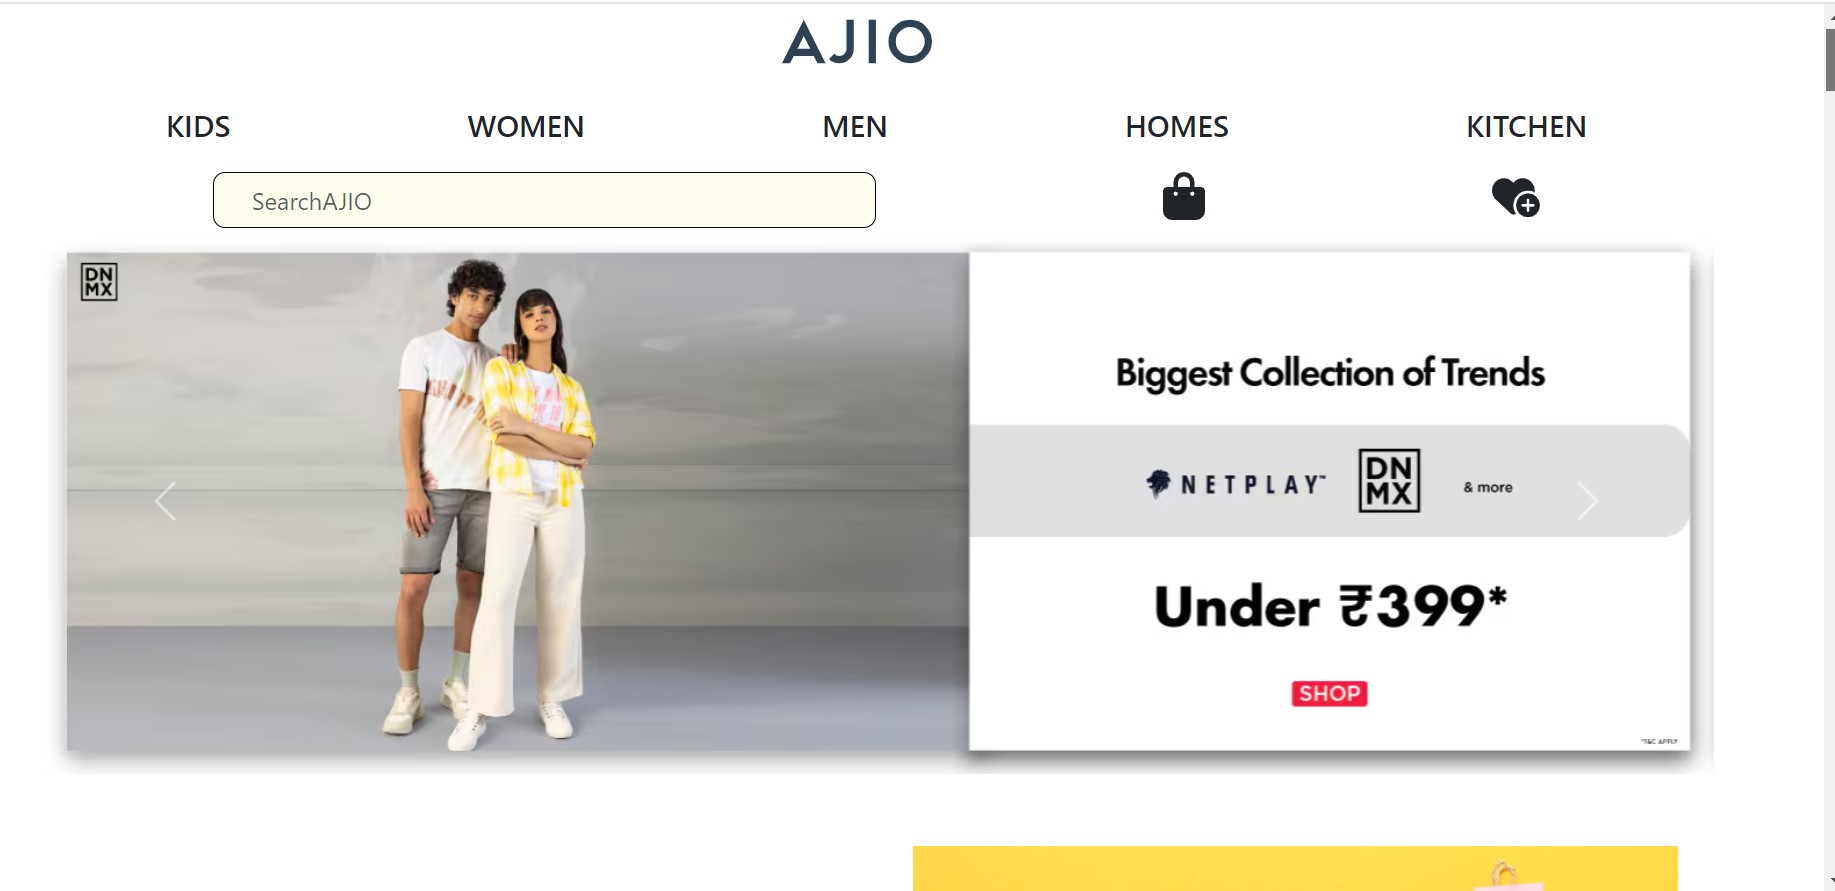 AJIO
KIDS WOMEN MEN HOMES KITCHEN
SearchAJIO
DN
MX
Biggest Collection of Trends
NETPLAY™ DN
MX & more
Under ₹399*
SHOP
*T&C APPLY